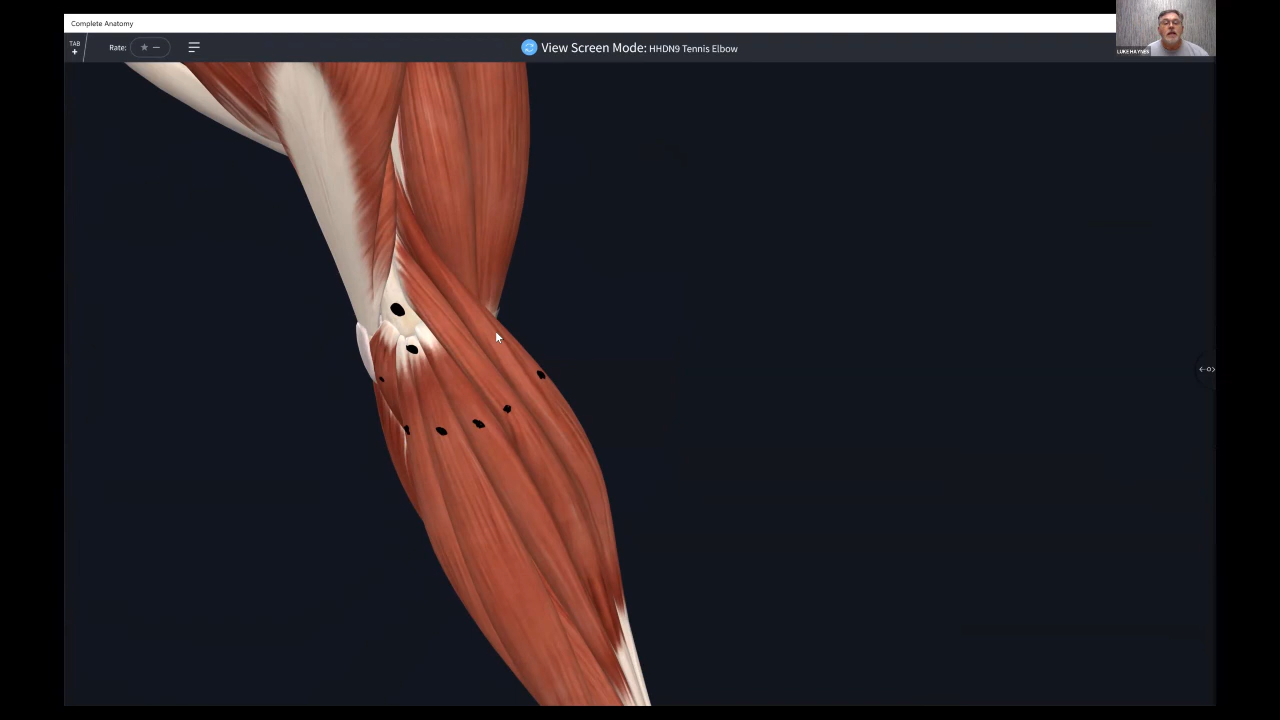 Complete Anatomy
TAB
+
Rate:
View Screen Mode: HHDN9 Tennis Elbow
LUKE HAYNES